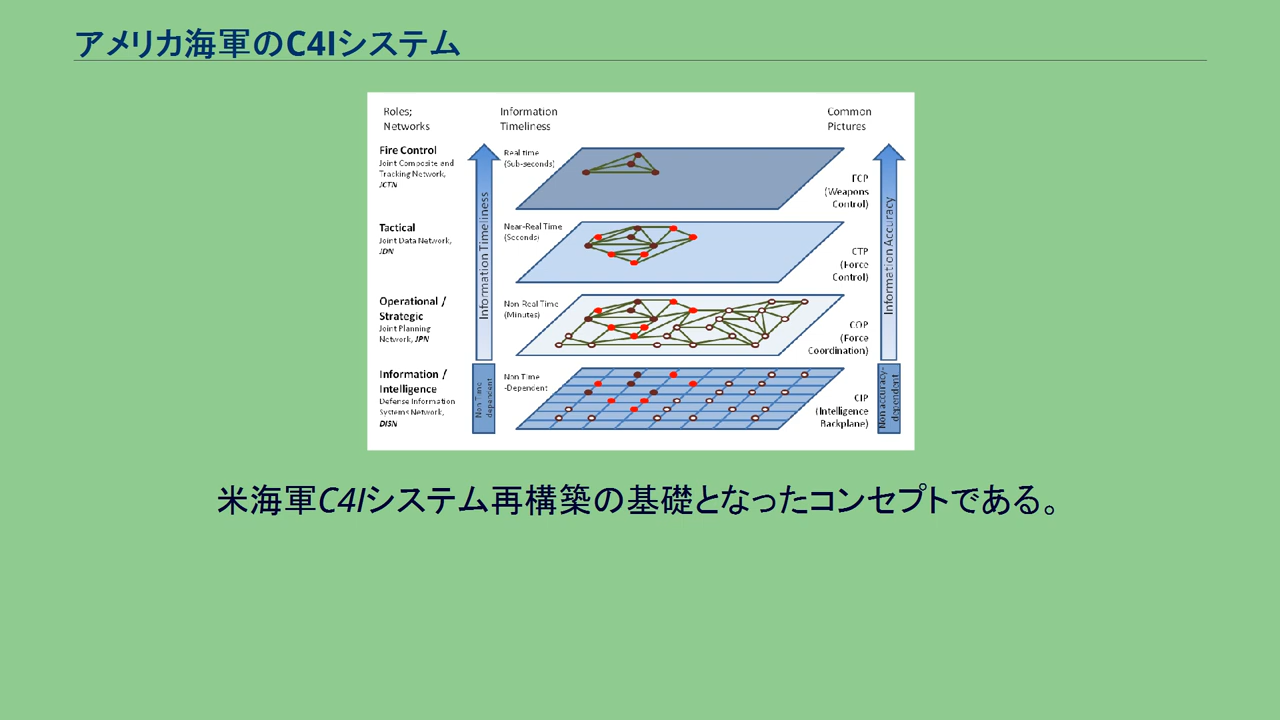 アメリカ海軍のC4Iシステム
Roles;
Networks
Information
Timeliness
Common
Pictures
Fire Control
Joint Composite and
Tracking Network,
JCTN
Real time
(Sub-seconds)
FCP
(Weapons
Control)
Tactical
Joint Data Network,
JDN
Near-Real Time
(Seconds)
CTP
(Force
Control)
Operational /
Strategic
Joint Planning
Network, JPN
Non-Real Time
(Minutes)
COP
(Force
Coordination)
Information /
Intelligence
Defense Information
Systems Network,
DISN
Non Time
-Dependent
CIP
(Intelligence
Backplane)
Information Timeliness
Non Time
dependent
Information Accuracy
Non accuracy-
dependent
米海軍C4Iシステム再構築の基礎となったコンセプトである。